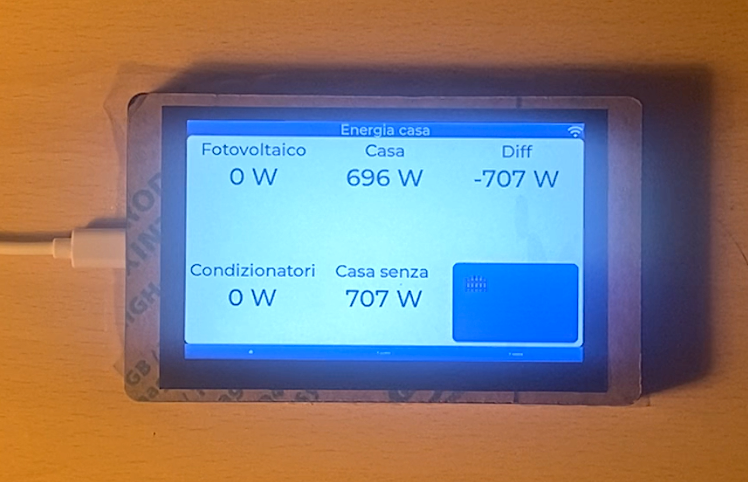 Energia casa
Fotovoltaico Casa Diff
0 W 696 W -707 W
Condizionatori Casa senza
0 W 707 W